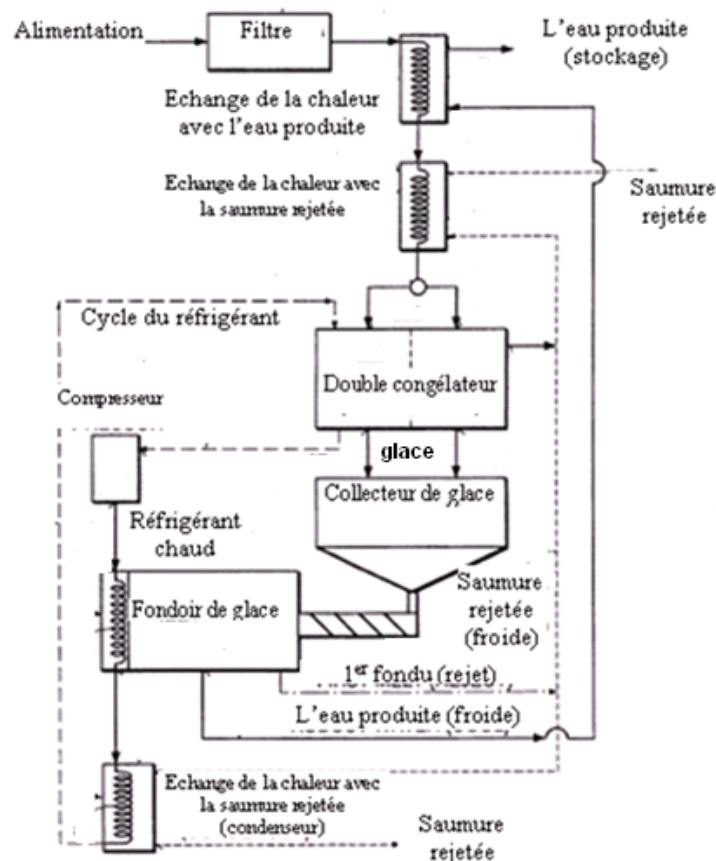 Alimentation
Filtre
L'eau produite
(stockage)
Echange de la chaleur
avec l'eau produite
Echange de la chaleur avec
la saumure rejetée
Saumure
rejetée
Cycle du réfrigérant
Double congélateur
Compresseur
glace
Collecteur de glace
Réfrigérant
chaud
Fondoir de glace
Saumure
rejetée
(froide)
1er fondu (rejet)
L'eau produite (froide)
Echange de la chaleur avec
la saumure rejetée
(condenseur)
Saumure
rejetée